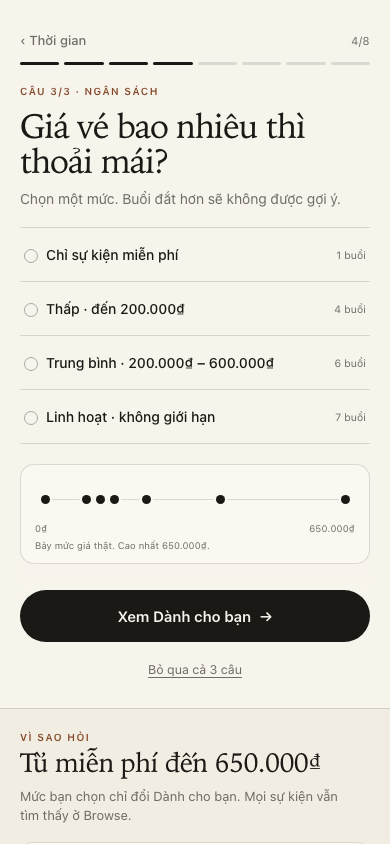 ‹ Thời gian
4/8
CÂU 3/3 · NGÂN SÁCH
Giá vé bao nhiêu thì
thoải mái?
Chọn một mức. Buổi đắt hơn sẽ không được gợi ý.
Chỉ sự kiện miễn phí
1 buổi
Thấp · đến 200.000₫
4 buổi
Trung bình · 200.000₫ – 600.000₫
6 buổi
Linh hoạt · không giới hạn
7 buổi
0₫
650.000₫
Bảy mức giá thật. Cao nhất 650.000₫.
Xem Dành cho bạn →
Bỏ qua cả 3 câu
VÌ SAO HỎI
Từ miễn phí đến 650.000₫
Mức bạn chọn chỉ đổi Dành cho bạn. Mọi sự kiện vẫn
tìm thấy ở Browse.